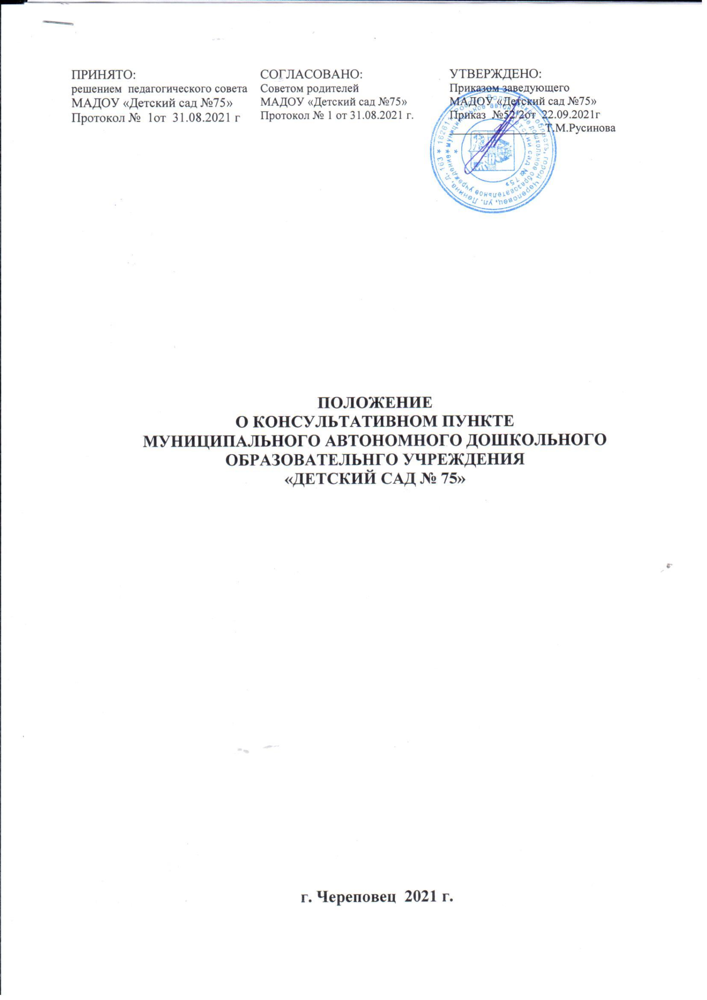 ПРИНЯТО:
решением педагогического совета
МАДОУ «Детский сад №75»
Протокол № 1от 31.08.2021 г
СОГЛАСОВАНО:
Советом родителей
МАДОУ «Детский сад №75»
Протокол № 1 от 31.08.2021 г.
УТВЕРЖДЕНО:
Приказом заведующего
МАДОУ «Детский сад №75»
Приказ №52/2от 22.09.2021г
Т.М.Русинова
область, город Череповец, ул. Ленина, д. 163 ★
муниципальное автономное дошкольное образовательное учреждение ★
детский сад № 75»
ПОЛОЖЕНИЕ
О КОНСУЛЬТАТИВНОМ ПУНКТЕ
МУНИЦИПАЛЬНОГО АВТОНОМНОГО ДОШКОЛЬНОГО
ОБРАЗОВАТЕЛЬНГО УЧРЕЖДЕНИЯ
«ДЕТСКИЙ САД № 75»
г. Череповец 2021 г.